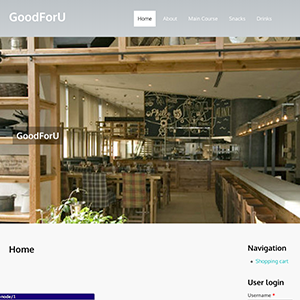 GoodForU
Home About Main Course Snacks Drinks
GoodForU
Home
Navigation
Shopping cart
User login
Username *
node/1